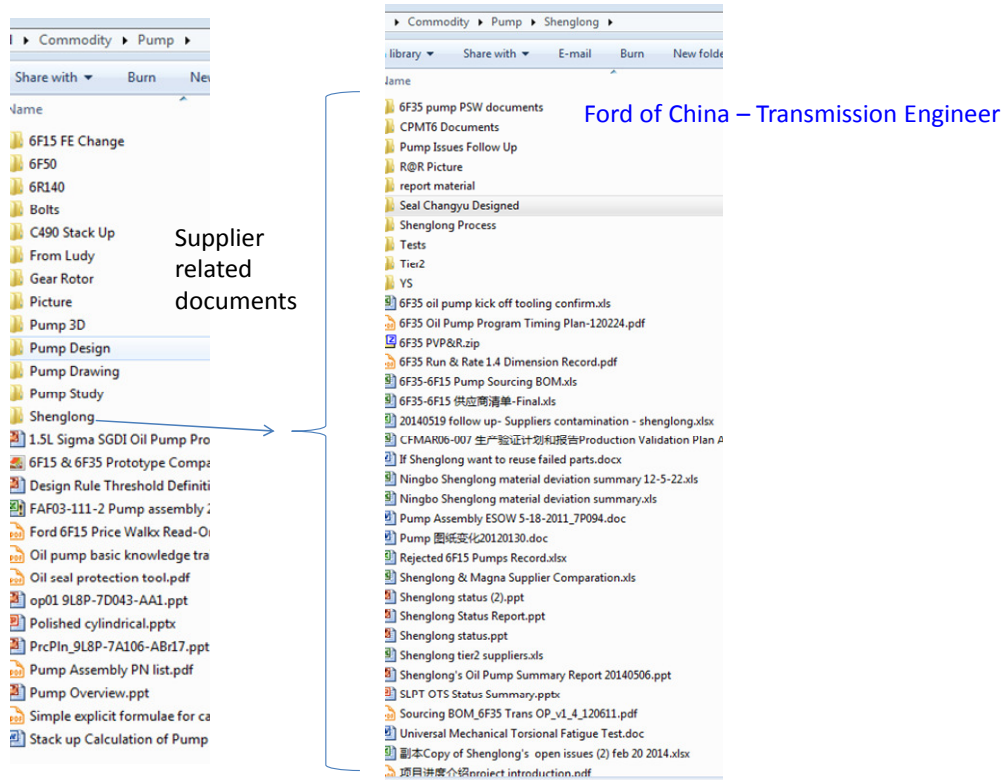 Commodity ▸ Pump ▸
Share with ▾ Burn
Name
6F15 FE Change
6F50
6R140
Bolts
C490 Stack Up
From Ludy
Gear Rotor
Picture
Pump 3D
Pump Design
Pump Drawing
Pump Study
Shenglong
1.5L Sigma SGDI Oil Pump Pro
6F15 & 6F35 Prototype Compa
Design Rule Threshold Definiti
FAF03-111-2 Pump assembly 2
Ford 6F15 Price Walkx Read-O
Oil pump basic knowledge tra
Oil seal protection tool.pdf
op01 9L8P-7D043-AA1.ppt
Polished cylindrical.pptx
PrcPln_9L8P-7A106-ABr17.ppt
Pump Assembly PN list.pdf
Pump Overview.ppt
Simple explicit formulae for ca
Stack up Calculation of Pump
Supplier
related
documents
▸ Commodity ▸ Pump ▸ Shenglong ▸
library ▾ Share with ▾ E-mail Burn New folde
Name
6F35 pump PSW documents
CPMT6 Documents
Pump Issues Follow Up
R@R Picture
report material
Seal Changyu Designed
Shenglong Process
Tests
Tier2
YS
6F35 oil pump kick off tooling confirm.xls
6F35 Oil Pump Program Timing Plan-120224.pdf
6F35 PVP&R.zip
6F35 Run & Rate 1.4 Dimension Record.pdf
6F35-6F15 Pump Sourcing BOM.xls
6F35-6F15 供应商清单-Final.xls
20140519 follow up- Suppliers contamination - shenglong.xlsx
CFMAR06-007 生产验证计划和报告Production Validation Plan A
If Shenglong want to reuse failed parts.docx
Ningbo Shenglong material deviation summary 12-5-22.xls
Ningbo Shenglong material deviation summary.xls
Pump Assembly ESOW 5-18-2011_7P094.doc
Pump 图纸变化20120130.doc
Rejected 6F15 Pumps Record.xlsx
Shenglong & Magna Supplier Comparation.xls
Shenglong status (2).ppt
Shenglong Status Report.ppt
Shenglong status.ppt
Shenglong tier2 suppliers.xls
Shenglong's Oil Pump Summary Report 20140506.ppt
SLPT OTS Status Summary.pptx
Sourcing BOM_6F35 Trans OP_v1_4_120611.pdf
Universal Mechanical Torsional Fatigue Test.doc
副本Copy of Shenglong's open issues (2) feb 20 2014.xlsx
项目进度介绍project introduction.pdf
Ford of China – Transmission Engineer